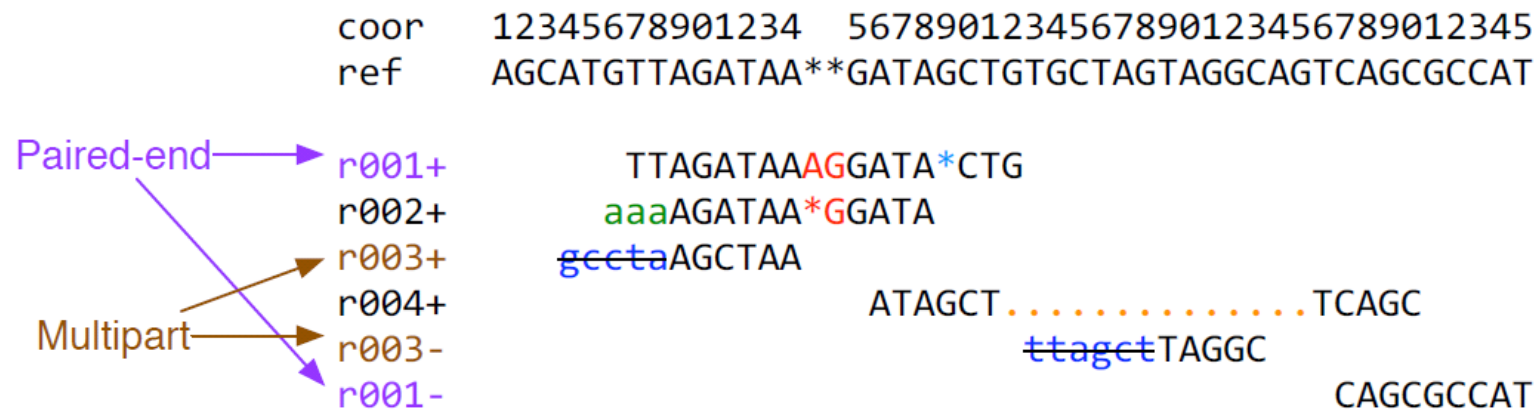 coor 12345678901234 5678901234567890123456789012345
ref AGCATGTTAGATAA**GATAGCTGTGCTAGTAGGCAGTCAGCGCCAT
Paired-end r001+ TTAGATAAAGGATA*CTG
r002+ aaaAGATAA*GGATA
r003+ gcctaAGCTAA
r004+ ATAGCT..............TCAGC
Multipart r003- ttagctTAGGC
r001- CAGCGCCAT